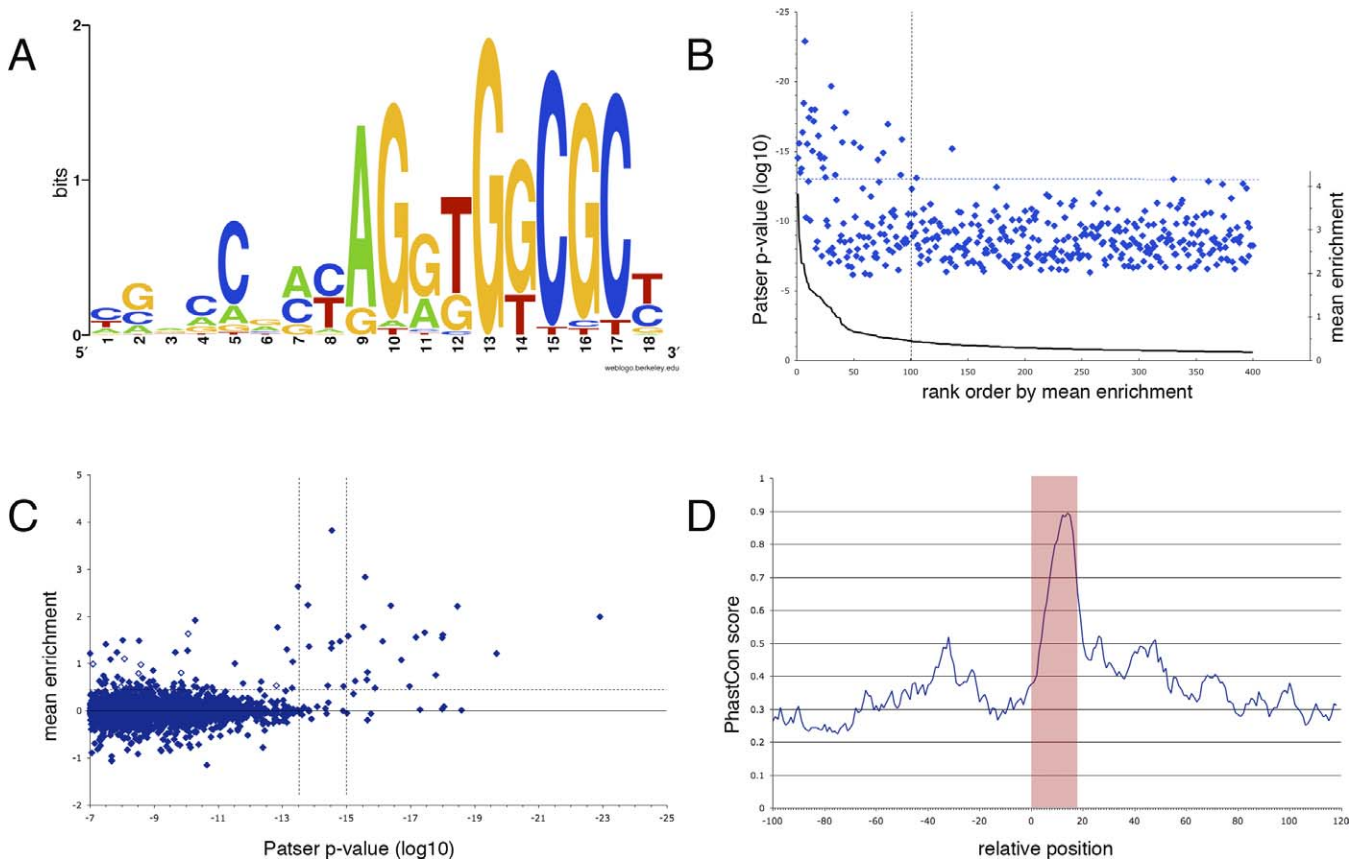 A
2
bits
1
0
A G G T G G C G C
5′ 1 2 3 4 5 6 7 8 9 10 11 12 13 14 15 16 17 18 3′
weblogo.berkeley.edu
B
-25
-20
-15
-10
-5
0
Patser p-value (log10)
4
3
2
1
0
mean enrichment
0 50 100 150 200 250 300 350 400
rank order by mean enrichment
C
5
4
3
2
1
0
-1
-2
mean enrichment
-7 -9 -11 -13 -15 -17 -19 -21 -23 -25
Patser p-value (log10)
D
1
0.9
0.8
0.7
0.6
0.5
0.4
0.3
0.2
0.1
0
PhastCon score
-100 -80 -60 -40 -20 0 20 40 60 80 100 120
relative position